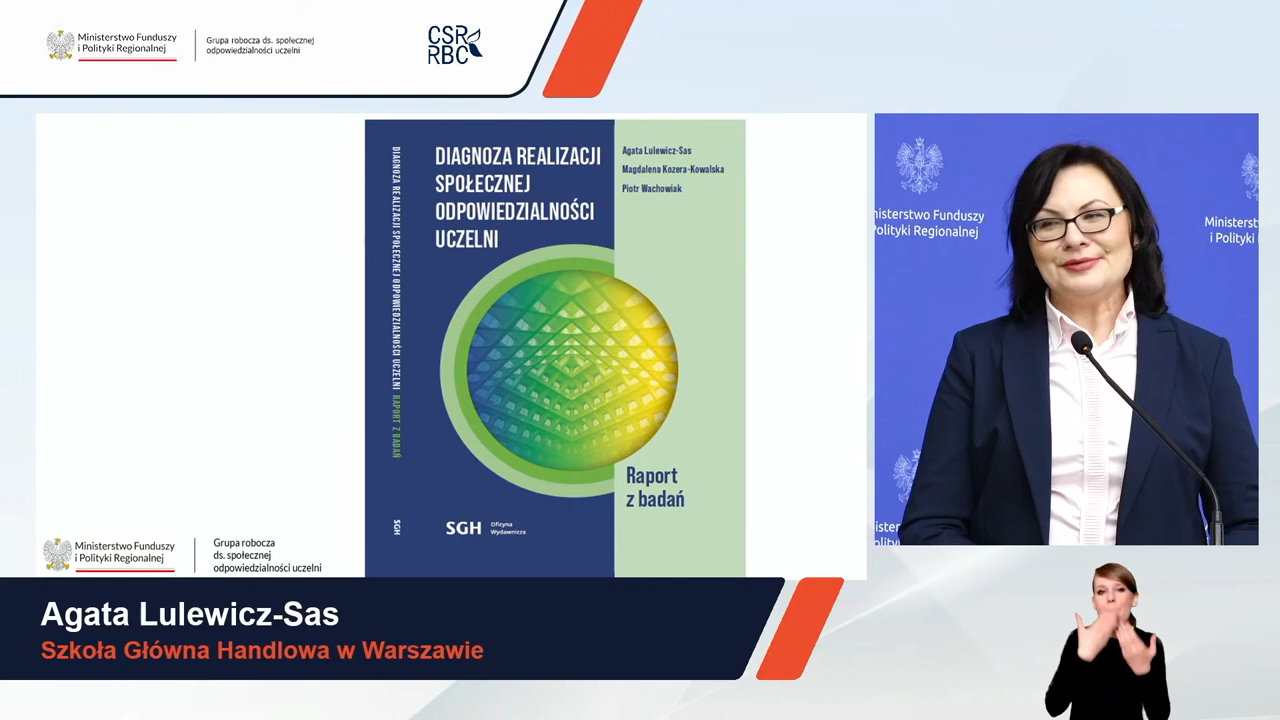 Ministerstwo Funduszy
i Polityki Regionalnej
Grupa robocza ds. społecznej
odpowiedzialności uczelni
CSR
RBC
DIAGNOZA REALIZACJI SPOŁECZNEJ ODPOWIEDZIALNOŚCI UCZELNI RAPORT Z BADAŃ
SGH
DIAGNOZA REALIZACJI
SPOŁECZNEJ
ODPOWIEDZIALNOŚCI
UCZELNI
Agata Lulewicz-Sas
Magdalena Kozera-Kowalska
Piotr Wachowiak
Raport
z badań
SGH
Oficyna
Wydawnicza
Ministerstwo Funduszy
i Polityki Regionalnej
Grupa robocza
ds. społecznej
odpowiedzialności uczelni
nisterstwo Funduszy
Polityki Regionalnej
Ministerst
i Polityki
Agata Lulewicz-Sas
Szkoła Główna Handlowa w Warszawie